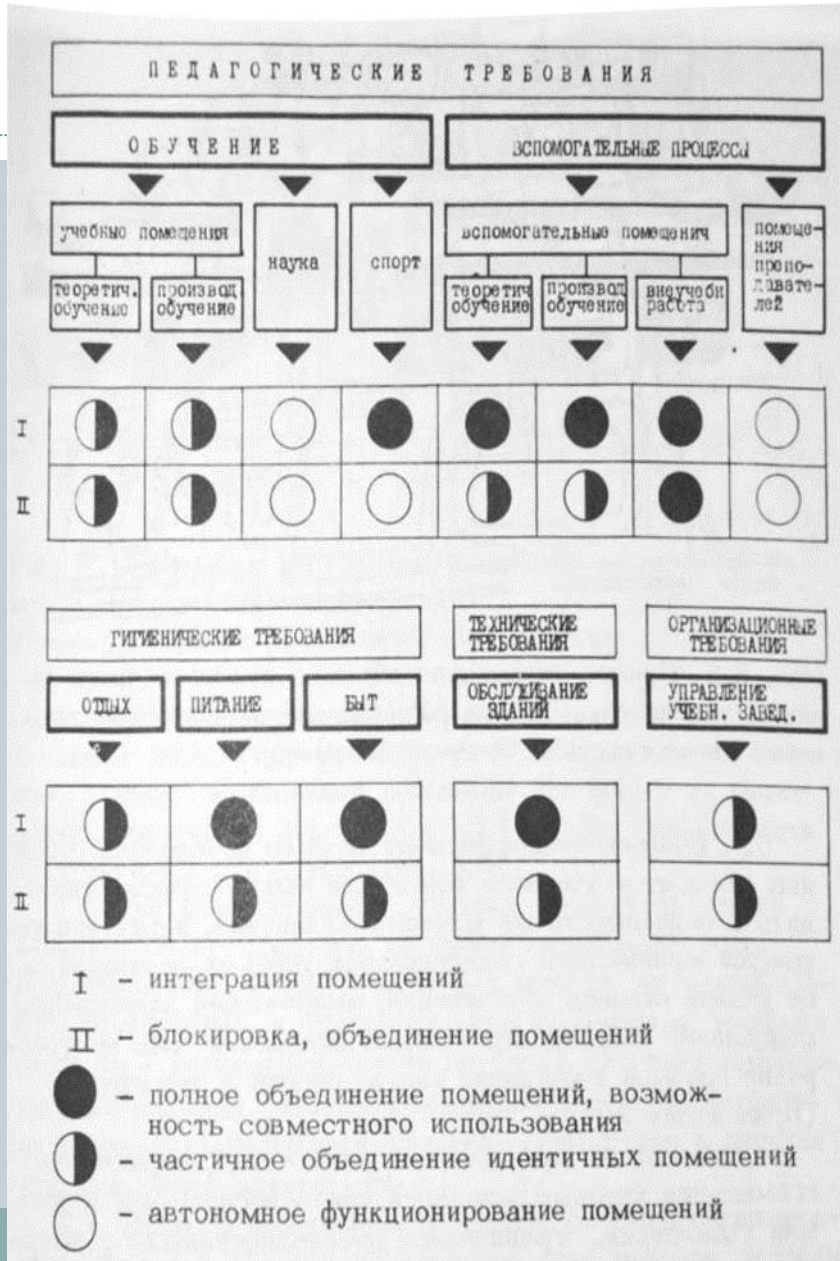 ПЕДАГОГИЧЕСКИЕ ТРЕБОВАНИЯ
ОБУЧЕНИЕ
ВСПОМОГАТЕЛЬНЫЕ ПРОЦЕССЫ
учебные помещения
наука
спорт
вспомогательные помещенич
помеще-
ния
препо-
лавате-
лей
теоретич.
обучение
производ.
обучение
теоретич
обучение
производ
обучение
внеучебн
работа
I
II
ГИГИЕНИЧЕСКИЕ ТРЕБОВАНИЯ
ТЕХНИЧЕСКИЕ
ТРЕБОВАНИЯ
ОРГАНИЗАЦИОННЫЕ
ТРЕБОВАНИЯ
ОТДЫХ
ПИТАНИЕ
БЫТ
ОБСЛУЖИВАНИЕ
ЗДАНИЙ
УПРАВЛЕНИЕ
УЧЕБН. ЗАВЕД.
I
II
I – интеграция помещений
II – блокировка, объединение помещений
– полное объединение помещений, возмож-
ность совместного использования
– частичное объединение идентичных помещений
– автономное функционирование помещений